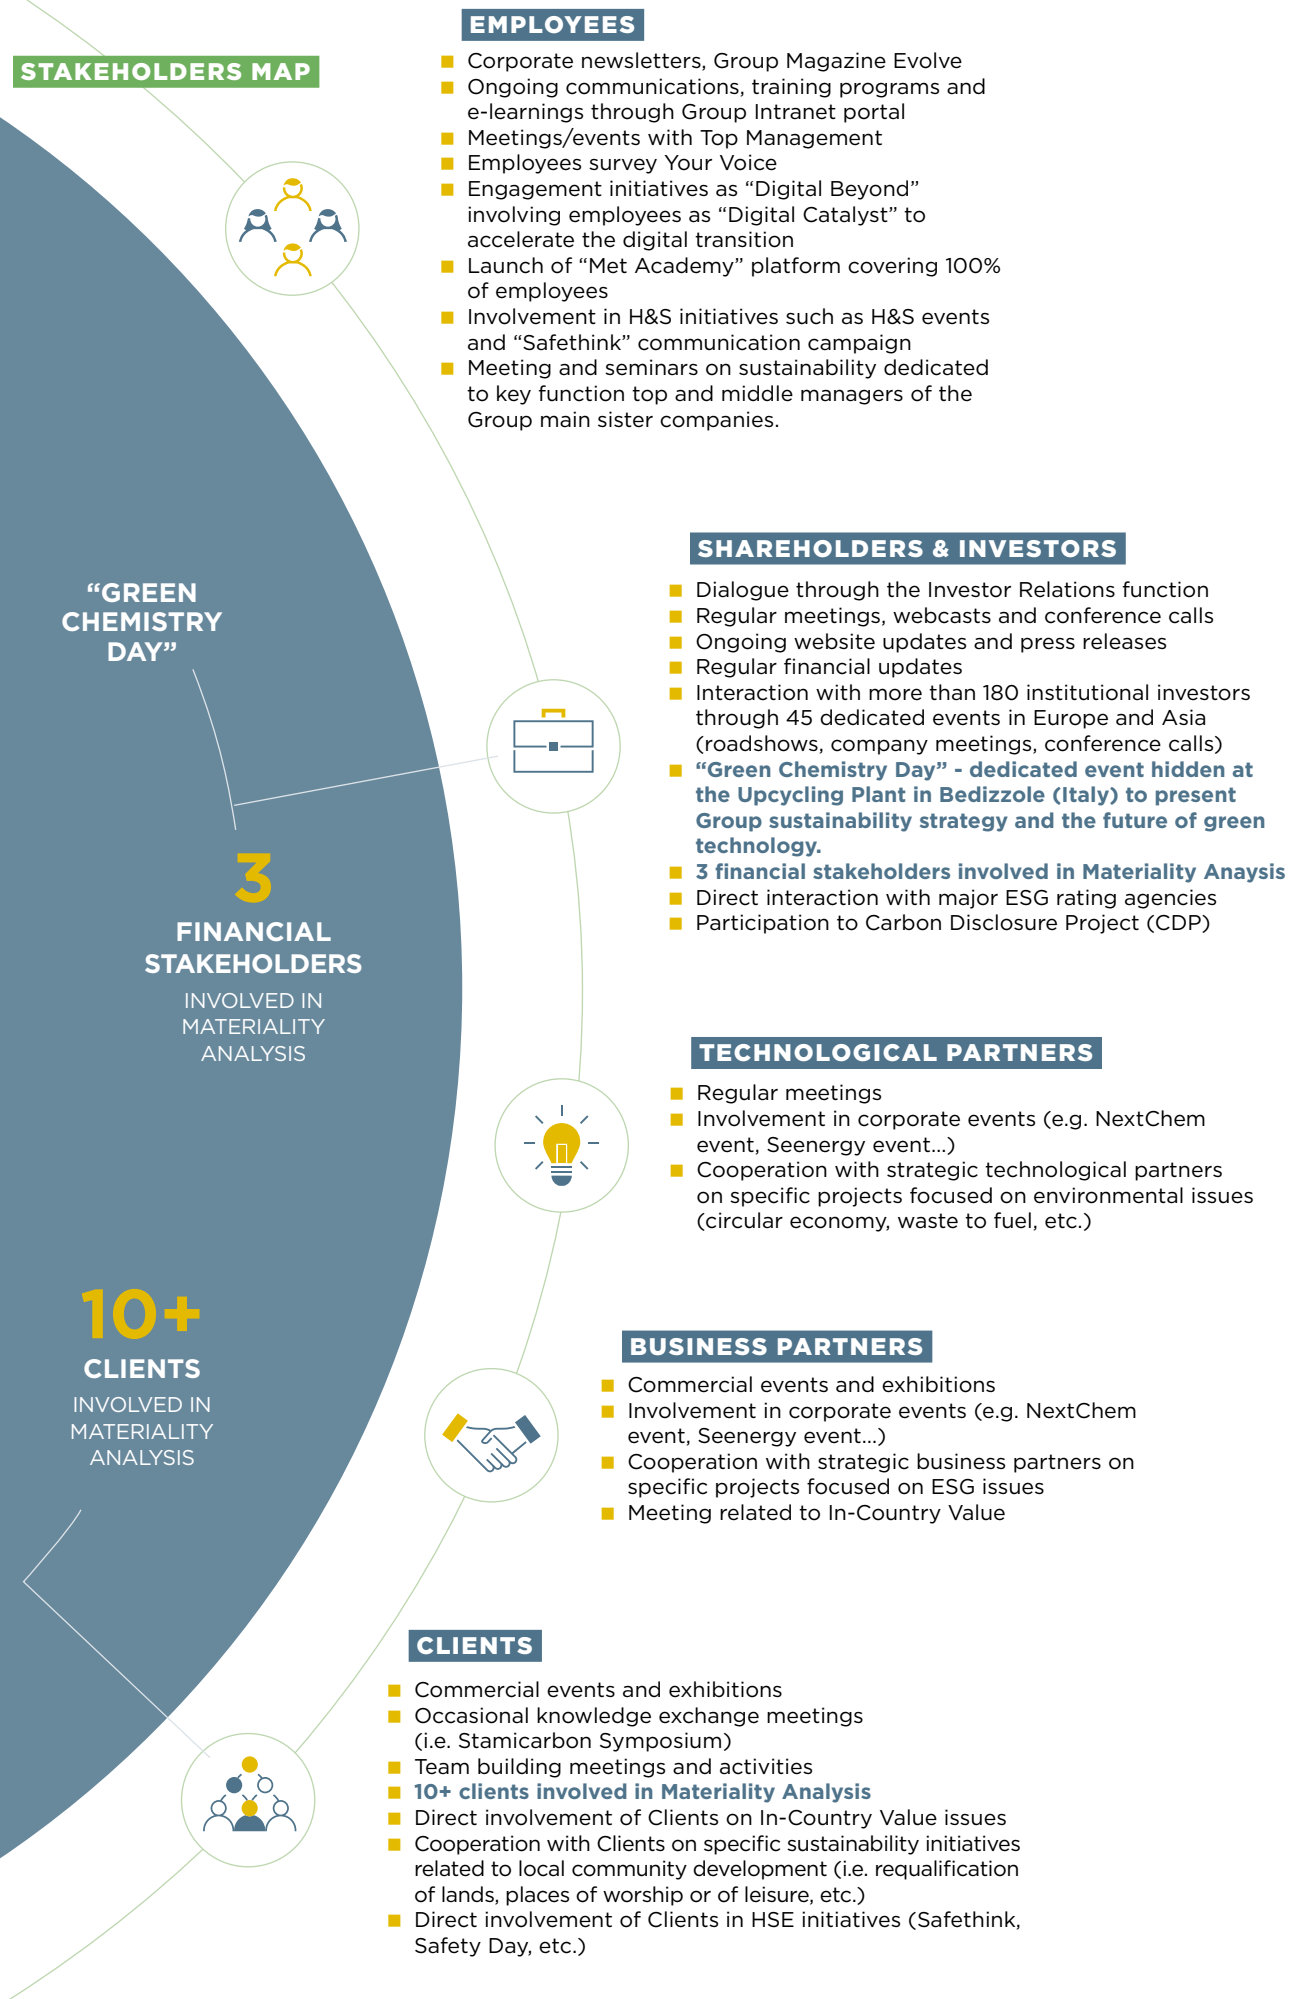 STAKEHOLDERS MAP
EMPLOYEES
Corporate newsletters, Group Magazine Evolve
Ongoing communications, training programs and
e-learnings through Group Intranet portal
Meetings/events with Top Management
Employees survey Your Voice
Engagement initiatives as “Digital Beyond”
involving employees as “Digital Catalyst” to
accelerate the digital transition
Launch of “Met Academy” platform covering 100%
of employees
Involvement in H&S initiatives such as H&S events
and “Safethink” communication campaign
Meeting and seminars on sustainability dedicated
to key function top and middle managers of the
Group main sister companies.
“GREEN
CHEMISTRY
DAY”
3
FINANCIAL
STAKEHOLDERS
INVOLVED IN
MATERIALITY
ANALYSIS
SHAREHOLDERS & INVESTORS
Dialogue through the Investor Relations function
Regular meetings, webcasts and conference calls
Ongoing website updates and press releases
Regular financial updates
Interaction with more than 180 institutional investors
through 45 dedicated events in Europe and Asia
(roadshows, company meetings, conference calls)
“Green Chemistry Day” - dedicated event hidden at
the Upcycling Plant in Bedizzole (Italy) to present
Group sustainability strategy and the future of green
technology.
3 financial stakeholders involved in Materiality Anaysis
Direct interaction with major ESG rating agencies
Participation to Carbon Disclosure Project (CDP)
TECHNOLOGICAL PARTNERS
Regular meetings
Involvement in corporate events (e.g. NextChem
event, Seenergy event...)
Cooperation with strategic technological partners
on specific projects focused on environmental issues
(circular economy, waste to fuel, etc.)
10+
CLIENTS
INVOLVED IN
MATERIALITY
ANALYSIS
BUSINESS PARTNERS
Commercial events and exhibitions
Involvement in corporate events (e.g. NextChem
event, Seenergy event...)
Cooperation with strategic business partners on
specific projects focused on ESG issues
Meeting related to In-Country Value
CLIENTS
Commercial events and exhibitions
Occasional knowledge exchange meetings
(i.e. Stamicarbon Symposium)
Team building meetings and activities
10+ clients involved in Materiality Analysis
Direct involvement of Clients on In-Country Value issues
Cooperation with Clients on specific sustainability initiatives
related to local community development (i.e. requalification
of lands, places of worship or of leisure, etc.)
Direct involvement of Clients in HSE initiatives (Safethink,
Safety Day, etc.)